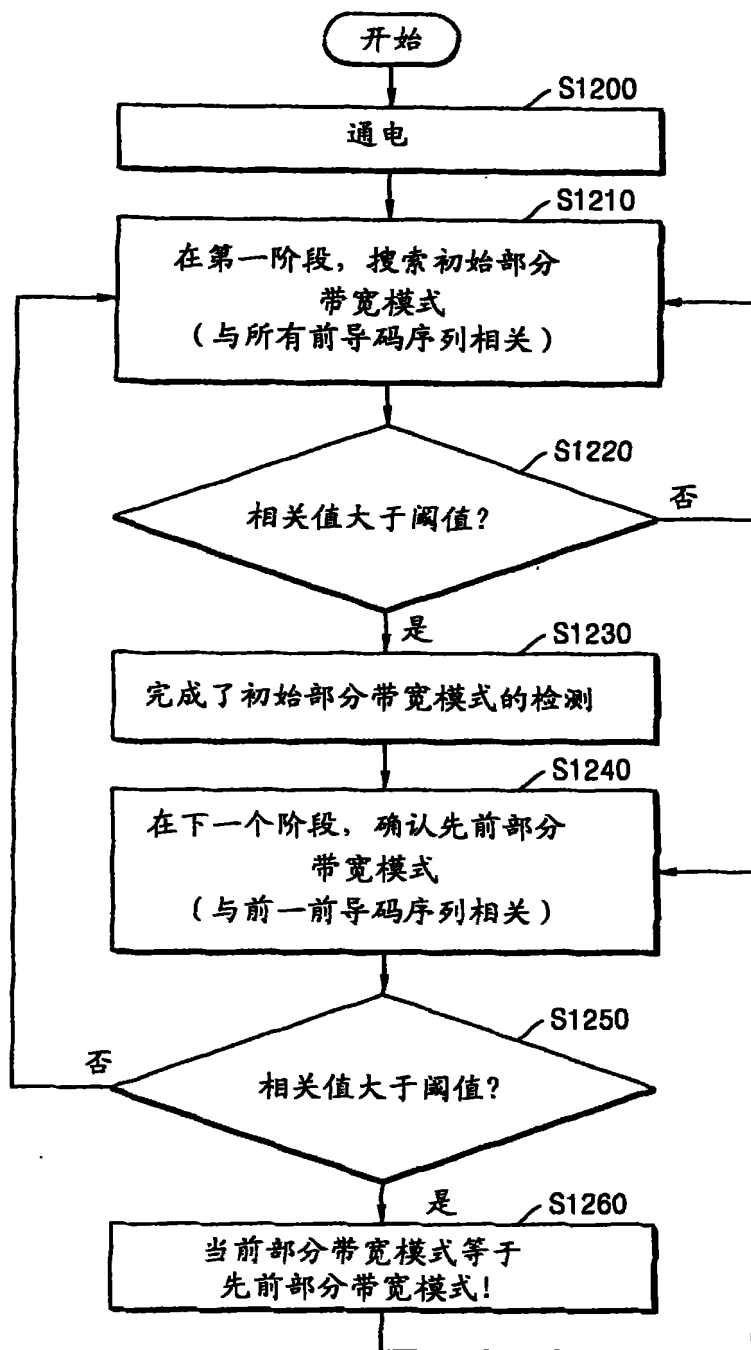 开始
S1200
通电
S1210
在第一阶段，搜索初始部分
带宽模式
（与所有前导码序列相关）
S1220
相关值大于阈值？
否
是
S1230
完成了初始部分带宽模式的检测
S1240
在下一个阶段，确认先前部分
带宽模式
（与前一前导码序列相关）
S1250
相关值大于阈值？
否
是
S1260
当前部分带宽模式等于
先前部分带宽模式！